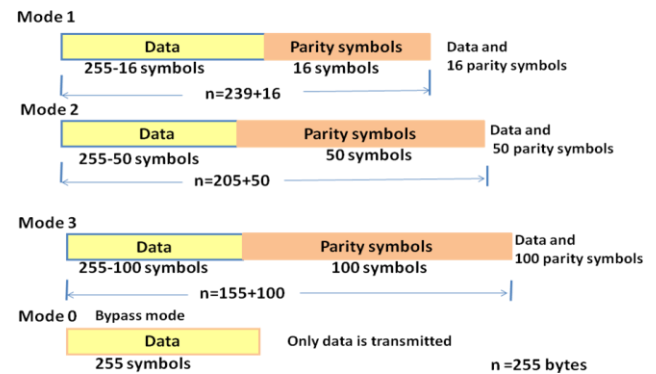 Mode 1
Data Parity symbols Data and
255-16 symbols 16 symbols 16 parity symbols
n=239+16
Mode 2
Data Parity symbols Data and
255-50 symbols 50 symbols 50 parity symbols
n=205+50
Mode 3
Data Parity symbols Data and
255-100 symbols 100 symbols 100 parity symbols
n=155+100
Mode 0 Bypass mode
Data Only data is transmitted
255 symbols n =255 bytes